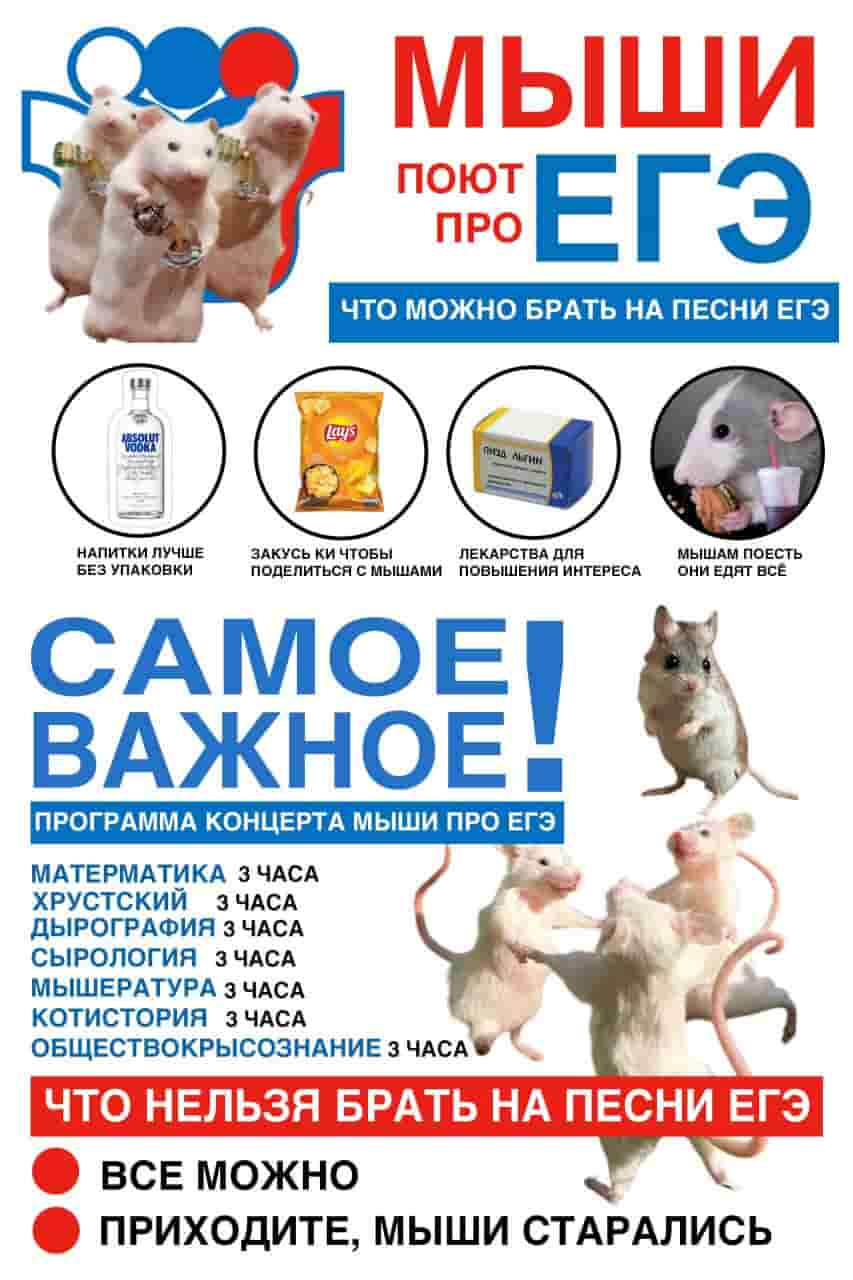 МЫШИ
ПОЮТ
ПРО ЕГЭ
ЧТО МОЖНО БРАТЬ НА ПЕСНИ ЕГЭ
ABSOLUT
VODKA
Lay's
ПИЗД ЛЬГИН
НАПИТКИ ЛУЧШЕ
БЕЗ УПАКОВКИ
ЗАКУСЬ КИ ЧТОБЫ
ПОДЕЛИТЬСЯ С МЫШАМИ
ЛЕКАРСТВА ДЛЯ
ПОВЫШЕНИЯ ИНТЕРЕСА
МЫШАМ ПОЕСТЬ
ОНИ ЕДЯТ ВСЁ
САМОЕ
ВАЖНОЕ!
ПРОГРАММА КОНЦЕРТА МЫШИ ПРО ЕГЭ
МАТЕРМАТИКА 3 ЧАСА
ХРУСТСКИЙ 3 ЧАСА
ДЫРОГРАФИЯ 3 ЧАСА
СЫРОЛОГИЯ 3 ЧАСА
МЫШЕРАТУРА 3 ЧАСА
КОТИСТОРИЯ 3 ЧАСА
ОБЩЕСТВОКРЫСОЗНАНИЕ 3 ЧАСА
ЧТО НЕЛЬЗЯ БРАТЬ НА ПЕСНИ ЕГЭ
ВСЕ МОЖНО
ПРИХОДИТЕ, МЫШИ СТАРАЛИСЬ